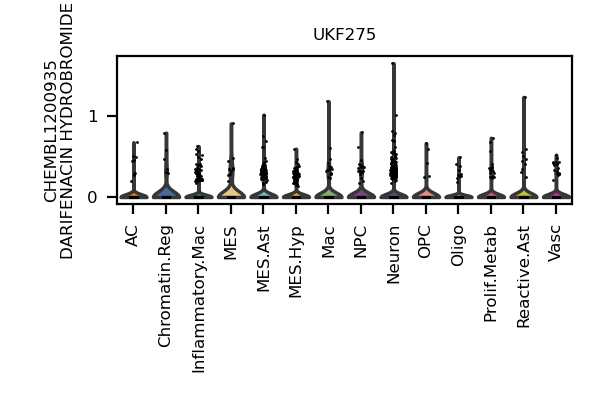 UKF275
CHEMBL1200935
DARIFENACIN HYDROBROMIDE
1
0
AC
Chromatin.Reg
Inflammatory.Mac
MES
MES.Ast
MES.Hyp
Mac
NPC
Neuron
OPC
Oligo
Prolif.Metab
Reactive.Ast
Vasc